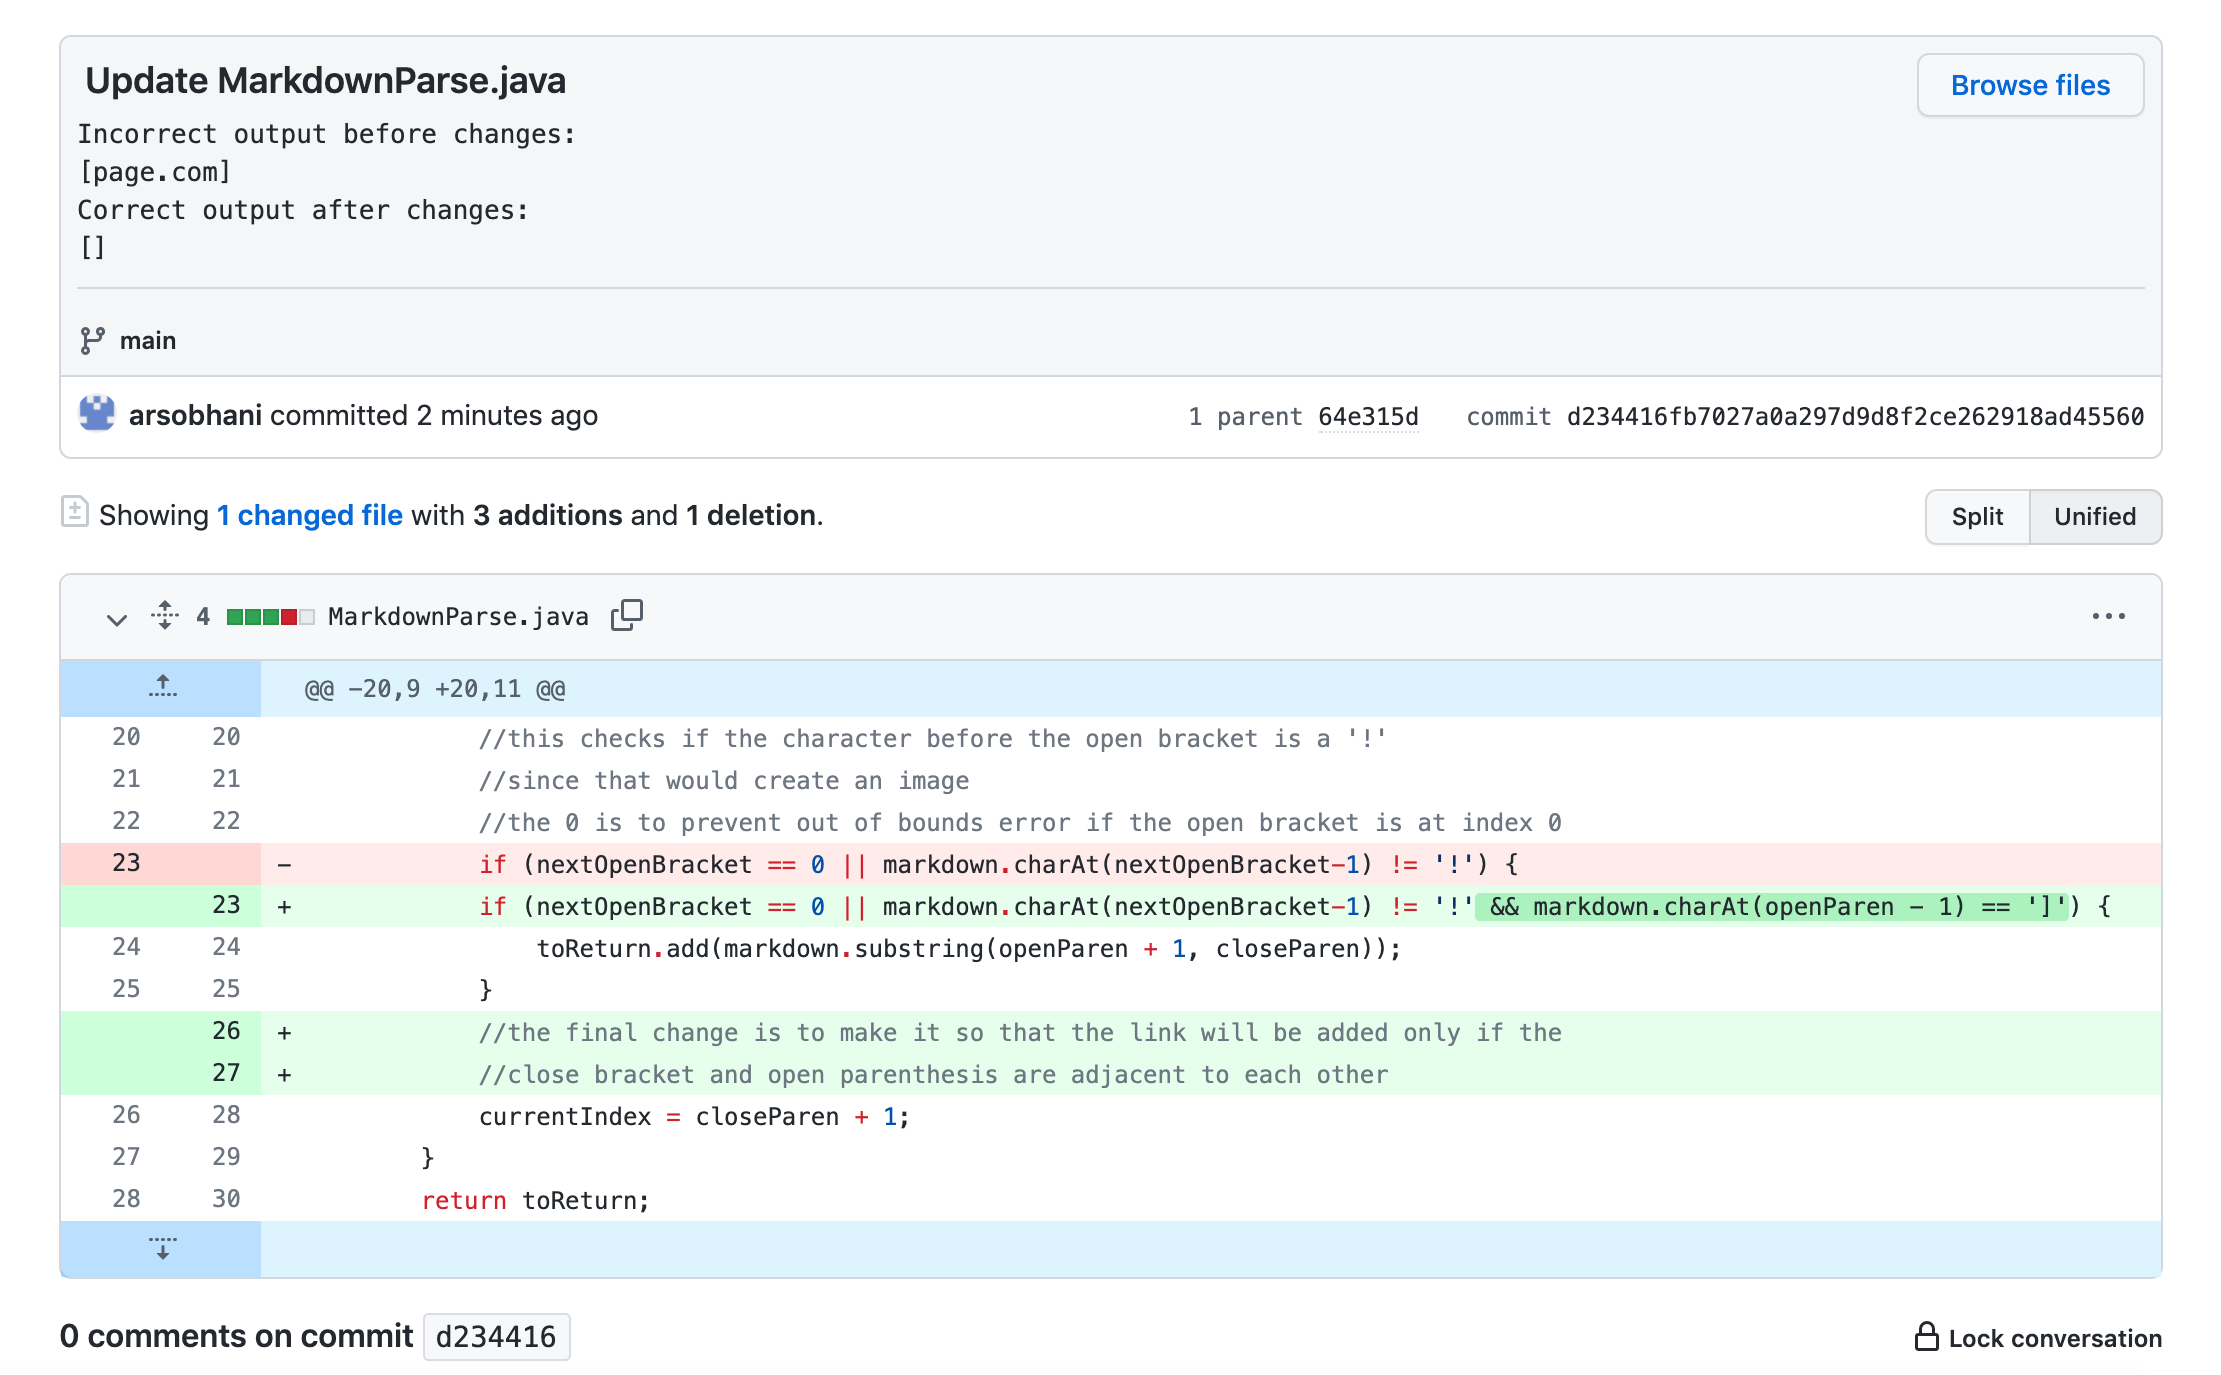 Update MarkdownParse.java
Browse files
Incorrect output before changes:
[page.com]
Correct output after changes:
[]
main
arsobhani committed 2 minutes ago
1 parent 64e315d commit d234416fb7027a0a297d9d8f2ce262918ad45560
Showing 1 changed file with 3 additions and 1 deletion.
Split Unified
4 MarkdownParse.java
@@ -20,9 +20,11 @@
20 20 //this checks if the character before the open bracket is a '!'
21 21 //since that would create an image
22 22 //the 0 is to prevent out of bounds error if the open bracket is at index 0
23 - if (nextOpenBracket == 0 || markdown.charAt(nextOpenBracket-1) != '!') {
23 + if (nextOpenBracket == 0 || markdown.charAt(nextOpenBracket-1) != '!' && markdown.charAt(openParen - 1) == ']') {
24 24 toReturn.add(markdown.substring(openParen + 1, closeParen));
25 25 }
26 + //the final change is to make it so that the link will be added only if the
27 + //close bracket and open parenthesis are adjacent to each other
26 28 currentIndex = closeParen + 1;
27 29 }
28 30 return toReturn;
0 comments on commit d234416
Lock conversation